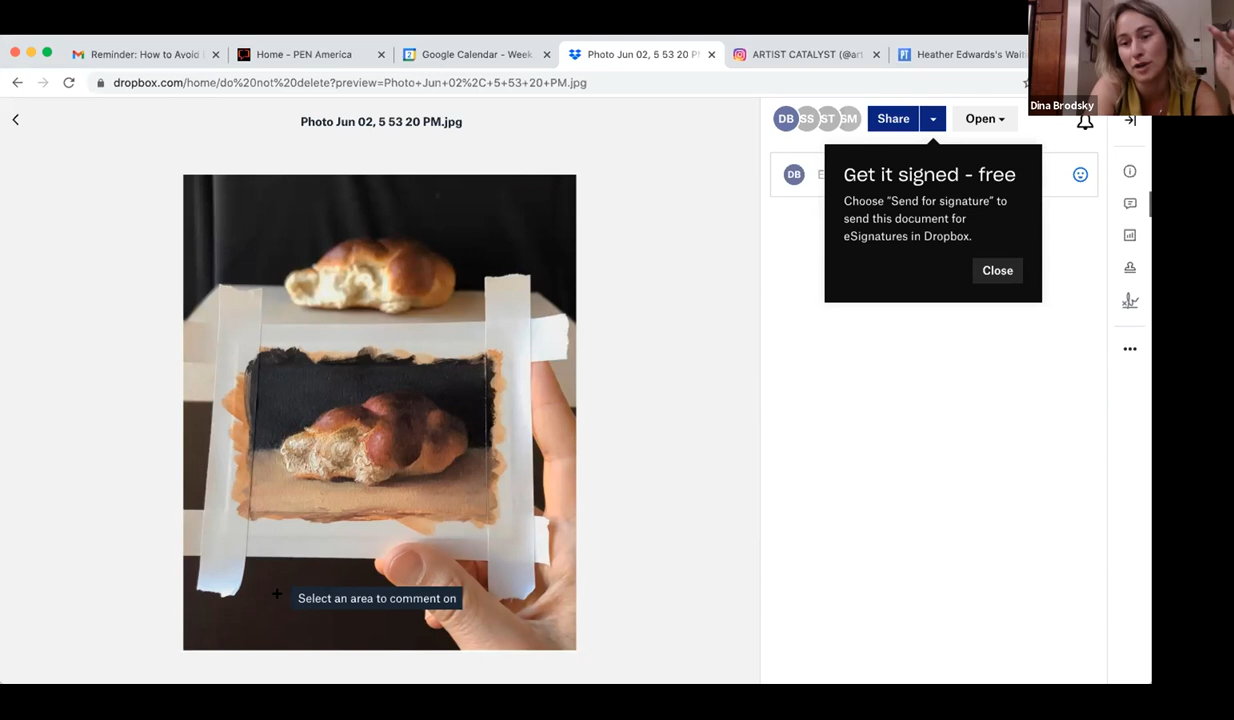 Reminder: How to Avoid
Home - PEN America
Google Calendar - Week
Photo Jun 02, 5 53 20 P
ARTIST CATALYST (@art
Heather Edwards's Wait
dropbox.com/home/do%20not%20delete?preview=Photo+Jun+02%2C+5+53+20+PM.jpg
Dina Brodsky
Photo Jun 02, 5 53 20 PM.jpg
DB
SS
ST
SM
Share
Open
DB
Get it signed - free
Choose “Send for signature” to
send this document for
eSignatures in Dropbox.
Close
Select an area to comment on